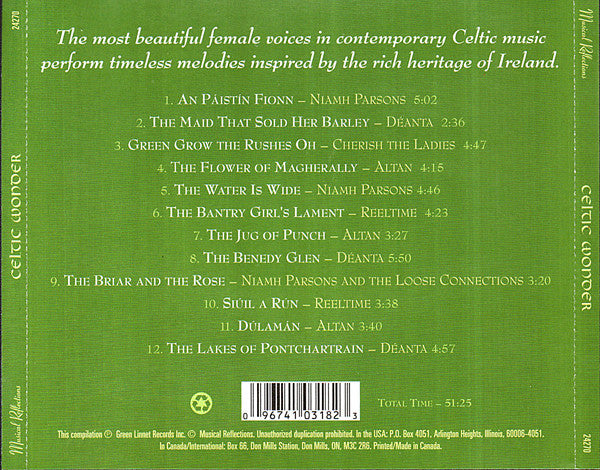 The most beautiful female voices in contemporary Celtic music
perform timeless melodies inspired by the rich heritage of Ireland.
1. An Páistín Fionn – Niamh Parsons 5:02
2. The Maid That Sold Her Barley – Déanta 2:36
3. Green Grow the Rushes Oh – Cherish the Ladies 4:47
4. The Flower of Magherally – Altan 4:15
5. The Water Is Wide – Niamh Parsons 4:46
6. The Bantry Girl's Lament – Reeltime 4:23
7. The Jug of Punch – Altan 3:27
8. The Benedy Glen – Déanta 5:50
9. The Briar and the Rose – Niamh Parsons and the Loose Connections 3:20
10. Siúil a Rún – Reeltime 3:38
11. Dúlamán – Altan 3:40
12. The Lakes of Pontchartrain – Déanta 4:57
0 96741 03182 3
Total Time – 51:25
This compilation ℗ Green Linnet Records Inc. © Musical Reflections. Unauthorized duplication prohibited. In the USA: P.O. Box 4051, Arlington Heights, Illinois, 60006-4051.
In Canada/International: Box 66, Don Mills Station, Don Mills, ON, M3C 2R6. Printed in Canada. Made in Canada.
24270
Celtic Wonder
Musical Reflections
Musical Reflections
Celtic Wonder
24270